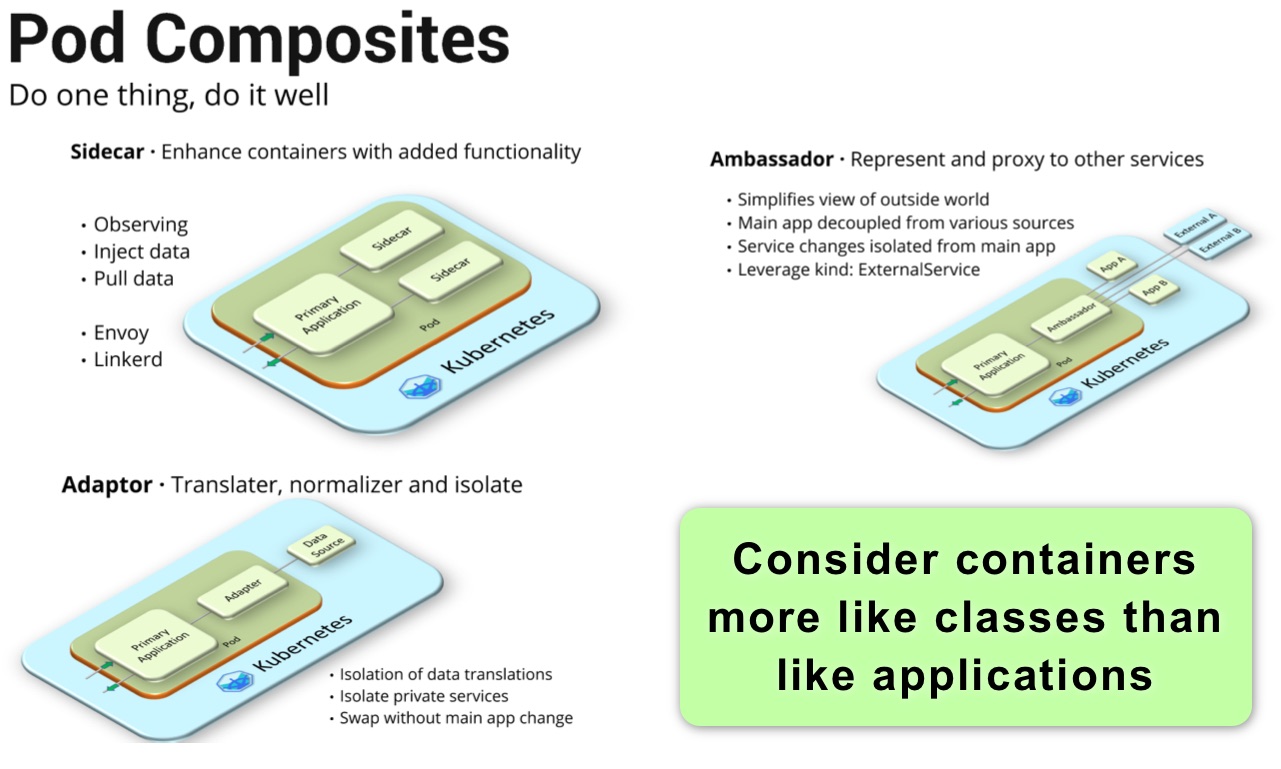 Pod Composites
Do one thing, do it well
Sidecar · Enhance containers with added functionality
• Observing
• Inject data
• Pull data
• Envoy
• Linkerd
Sidecar
Sidecar
Primary
Application
Pod
Kubernetes
Ambassador · Represent and proxy to other services
• Simplifies view of outside world
• Main app decoupled from various sources
• Service changes isolated from main app
• Leverage kind: ExternalService
External A
External B
App A
App B
Ambassador
Primary
Application
Pod
Kubernetes
Adaptor · Translater, normalizer and isolate
Data
Source
Adapter
Primary
Application
Pod
Kubernetes
• Isolation of data translations
• Isolate private services
• Swap without main app change
Consider containers
more like classes than
like applications